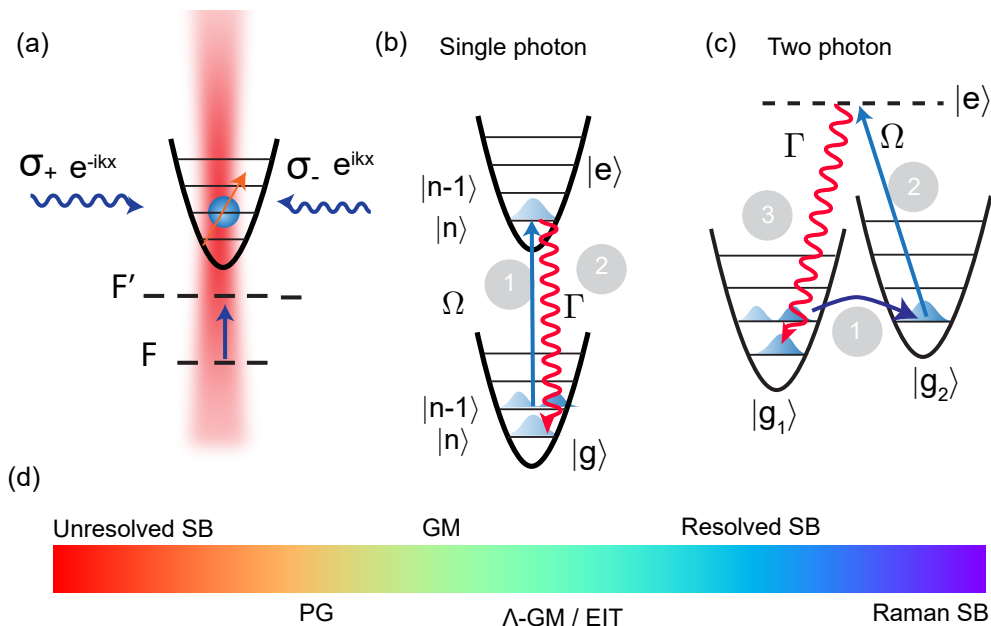 (a)
σ+ e^-ikx
σ- e^ikx
F'
F
(b)
Single photon
|n-1⟩
|n⟩
|e⟩
1
2
Ω
Γ
|n-1⟩
|n⟩
|g⟩
(c)
Two photon
|e⟩
Γ
Ω
3
2
1
|g1⟩
|g2⟩
(d)
Unresolved SB
GM
Resolved SB
PG
Λ-GM / EIT
Raman SB